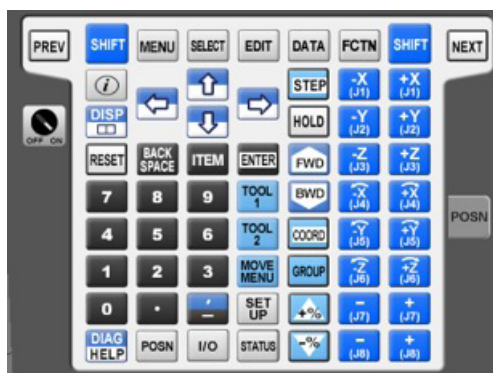 PREV SHIFT MENU SELECT EDIT DATA FCTN SHIFT NEXT
i STEP -X (J1) +X (J1)
DISP HOLD -Y (J2) +Y (J2)
OFF ON
RESET BACK SPACE ITEM ENTER FWD -Z (J3) +Z (J3)
7 8 9 TOOL 1 BWD -X (J4) +X (J4)
POSN
4 5 6 TOOL 2 COORD -Y (J5) +Y (J5)
1 2 3 MOVE MENU GROUP -Z (J6) +Z (J6)
0 . , - SET UP +% - (J7) + (J7)
DIAG HELP POSN I/O STATUS -% - (J8) + (J8)